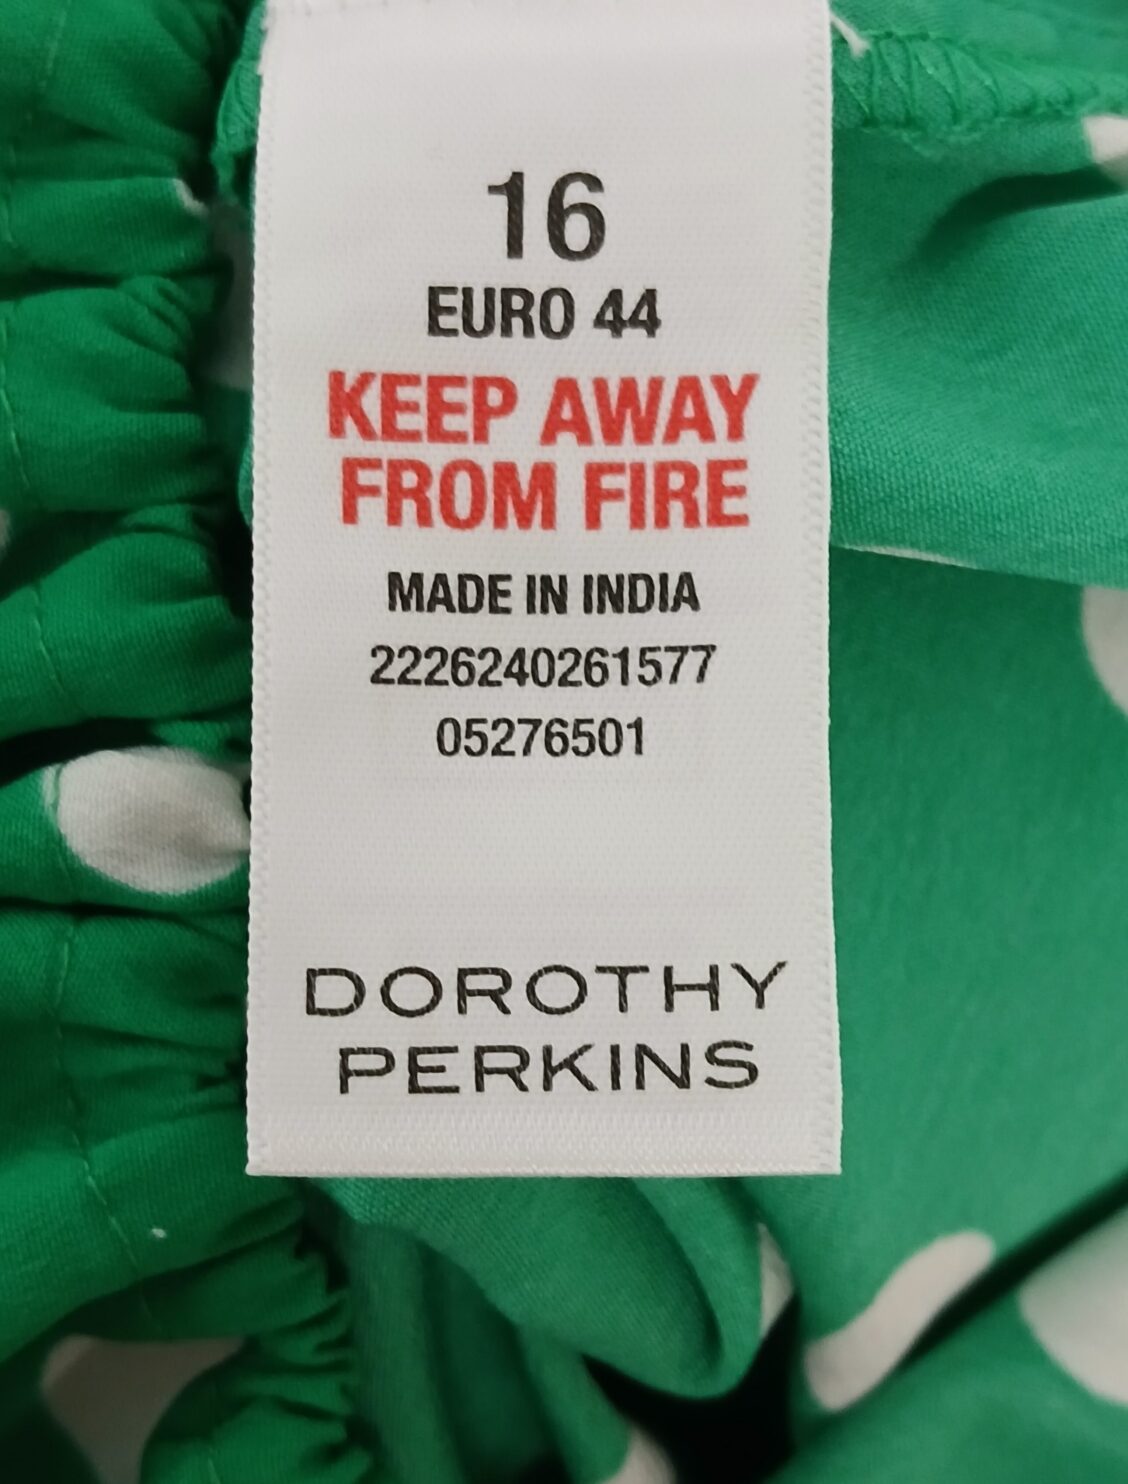 16
EURO 44
KEEP AWAY
FROM FIRE
MADE IN INDIA
2226240261577
05276501
DOROTHY
PERKINS